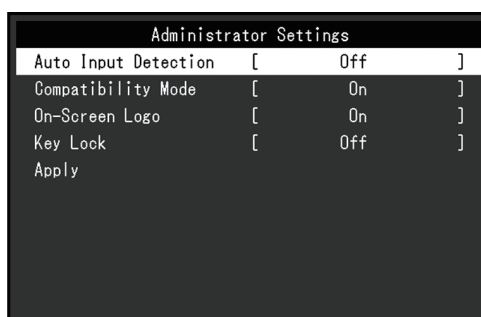 Administrator Settings
Auto Input Detection [ Off ]
Compatibility Mode [ On ]
On-Screen Logo [ On ]
Key Lock [ Off ]
Apply